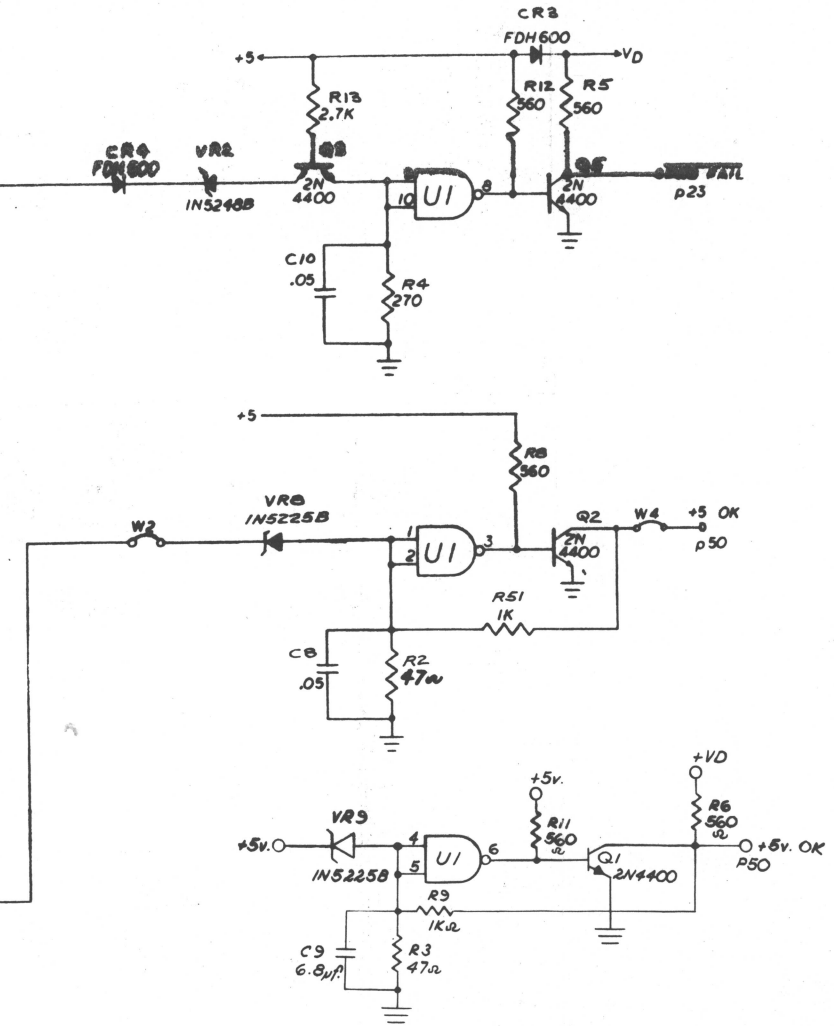 CR3
FDH600
+5
VD
R13
2.7K
R12
560
R5
560
CR4
FDH600
VR2
1N5248B
Q3
2N
4400
9
10
U1
8
Q5
2N
4400
FAIL
p23
C10
.05
R4
270
+5
R8
560
VR8
1N5225B
W2
1
2
U1
3
Q2
2N
4400
W4
+5 OK
p50
R51
1K
C8
.05
R2
47Ω
+VD
+5v.
R6
560
Ω
VR9
+5v.
1N5225B
4
5
U1
6
R11
560
Ω
Q1
2N4400
+5v. OK
P50
R9
1KΩ
C9
6.8μf.
R3
47Ω